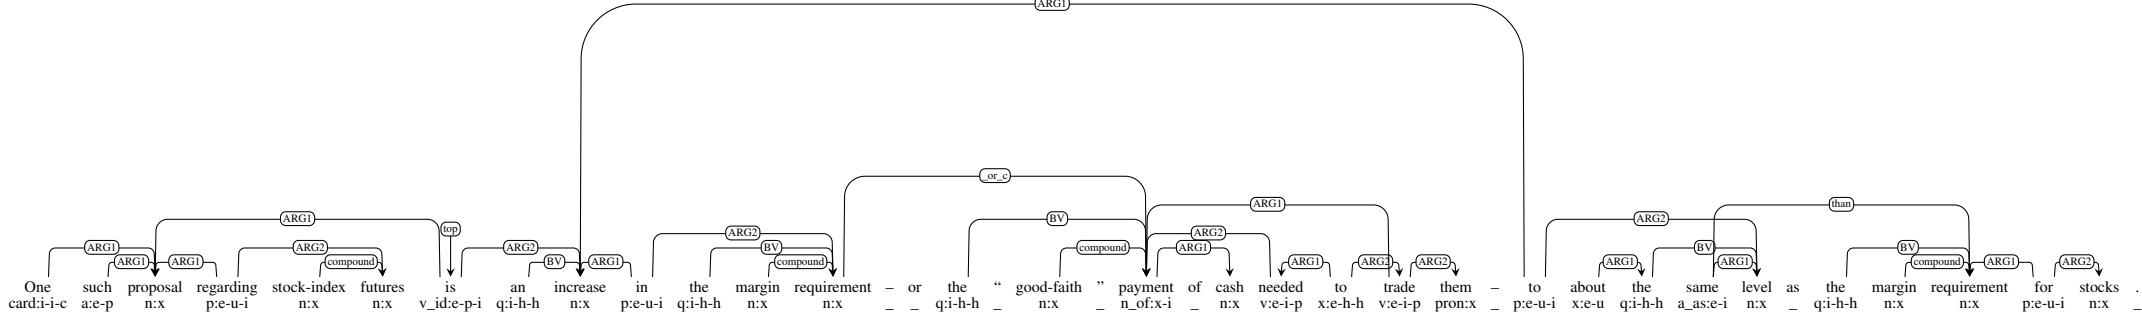 ARG1
_or_c
ARG1 than
ARG1 top BV ARG2
ARG2 ARG2
ARG1 ARG2 ARG2 BV compound ARG1 BV BV
ARG1 ARG1 compound BV ARG1 compound ARG1 ARG2 ARG2 ARG1 ARG1 compound ARG1 ARG2
One such proposal regarding stock-index futures is an increase in the margin requirement – or the “ good-faith ” payment of cash needed to trade them – to about the same level as the margin requirement for stocks .
card:i-i-c a:e-p n:x p:e-u-i n:x n:x v_id:e-p-i q:i-h-h n:x p:e-u-i q:i-h-h n:x n:x _ _ q:i-h-h _ n:x _ n_of:x-i _ n:x v:e-i-p x:e-h-h v:e-i-p pron:x _ p:e-u-i x:e-u q:i-h-h a_as:e-i n:x _ q:i-h-h n:x n:x p:e-u-i n:x _